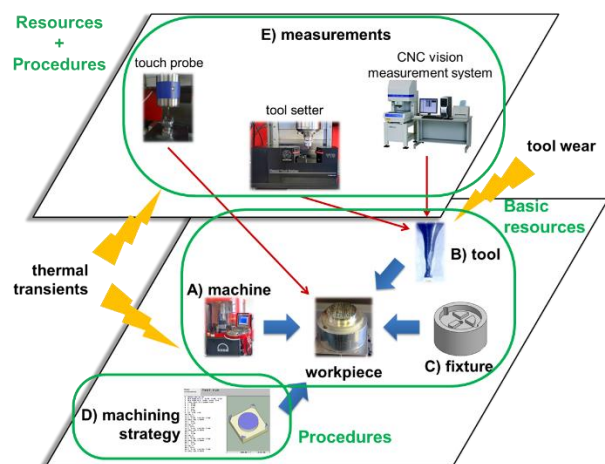 Resources
+
Procedures
E) measurements
touch probe
tool setter
CNC vision
measurement system
tool wear
Basic
resources
thermal
transients
A) machine
B) tool
C) fixture
workpiece
D) machining
strategy
Procedures